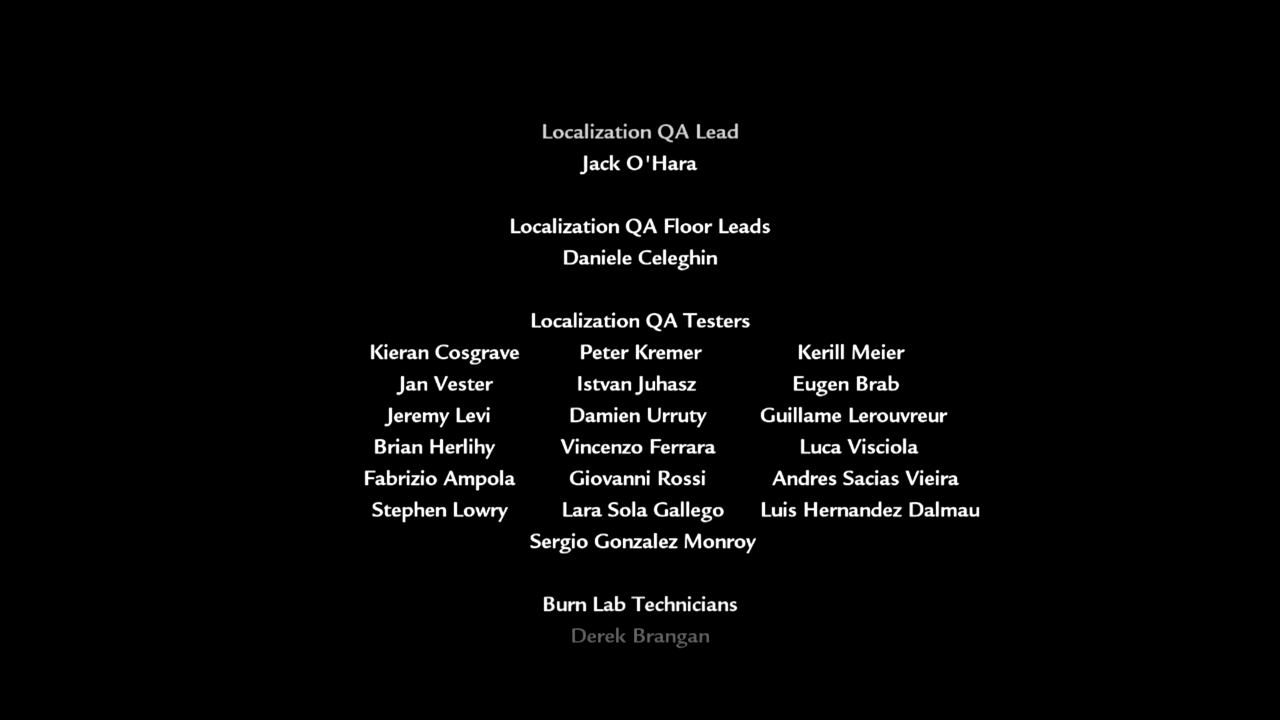 Localization QA Lead
Jack O'Hara
Localization QA Floor Leads
Daniele Celeghin
Localization QA Testers
Kieran Cosgrave Peter Kremer Kerill Meier
Jan Vester Istvan Juhasz Eugen Brab
Jeremy Levi Damien Urruty Guillame Lerouvreur
Brian Herlihy Vincenzo Ferrara Luca Visciola
Fabrizio Ampola Giovanni Rossi Andres Sacias Vieira
Stephen Lowry Lara Sola Gallego Luis Hernandez Dalmau
Sergio Gonzalez Monroy
Burn Lab Technicians
Derek Brangan